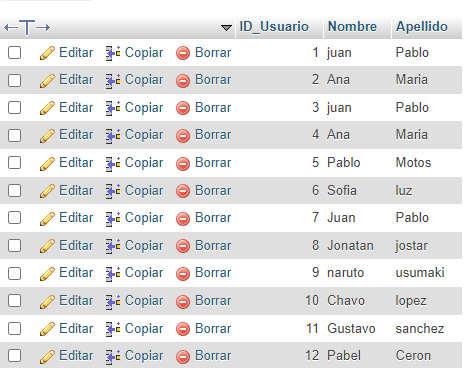 ID_Usuario Nombre Apellido
Editar Copiar Borrar 1 juan Pablo
Editar Copiar Borrar 2 Ana Maria
Editar Copiar Borrar 3 juan Pablo
Editar Copiar Borrar 4 Ana Maria
Editar Copiar Borrar 5 Pablo Motos
Editar Copiar Borrar 6 Sofia luz
Editar Copiar Borrar 7 Juan Pablo
Editar Copiar Borrar 8 Jonatan jostar
Editar Copiar Borrar 9 naruto usumaki
Editar Copiar Borrar 10 Chavo lopez
Editar Copiar Borrar 11 Gustavo sanchez
Editar Copiar Borrar 12 Pabel Ceron